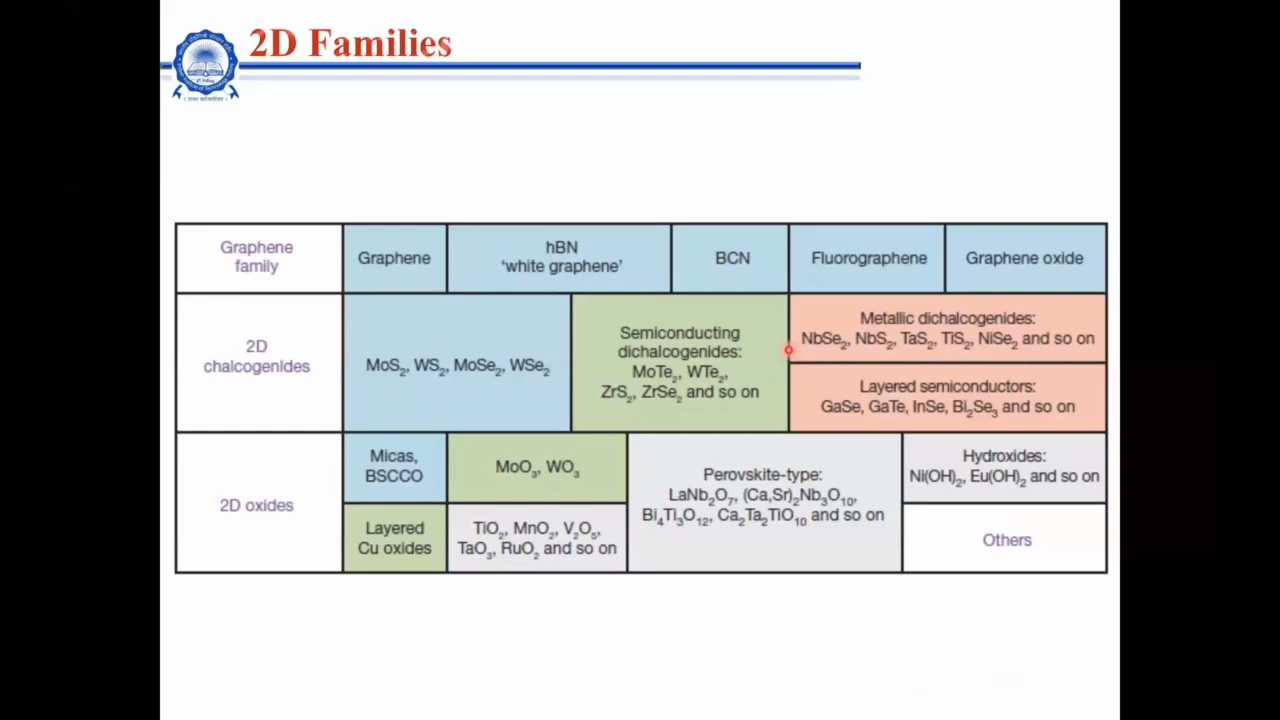 2D Families
Graphene
family
Graphene
hBN
‘white graphene’
BCN
Fluorographene
Graphene oxide
2D
chalcogenides
MoS₂, WS₂, MoSe₂, WSe₂
Semiconducting
dichalcogenides:
MoTe₂, WTe₂,
ZrS₂, ZrSe₂ and so on
Metallic dichalcogenides:
NbSe₂, NbS₂, TaS₂, TiS₂, NiSe₂ and so on
Layered semiconductors:
GaSe, GaTe, InSe, Bi₂Se₃ and so on
2D oxides
Micas,
BSCCO
MoO₃, WO₃
Layered
Cu oxides
TiO₂, MnO₂, V₂O₅,
TaO₃, RuO₂ and so on
Perovskite-type:
LaNb₂O₇, (Ca,Sr)₂Nb₃O₁₀,
Bi₄Ti₃O₁₂, Ca₂Ta₂TiO₁₀ and so on
Hydroxides:
Ni(OH)₂, Eu(OH)₂ and so on
Others